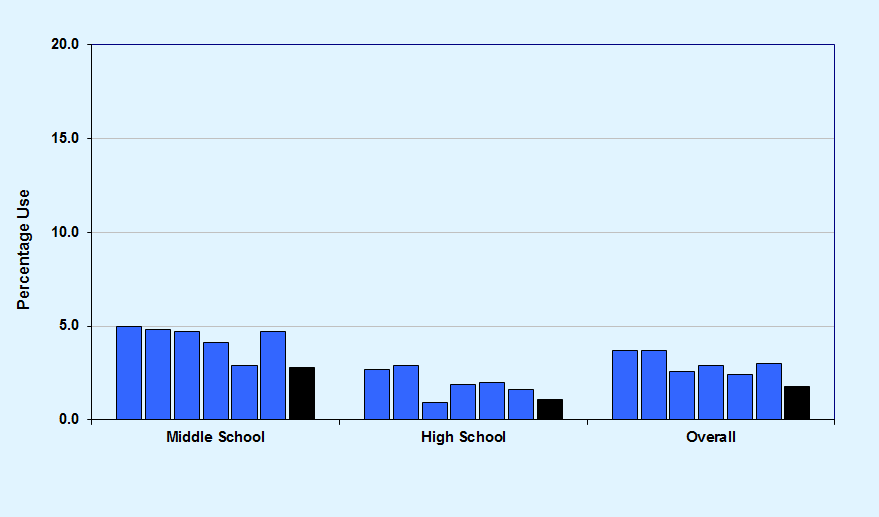 20.0
15.0
10.0
5.0
0.0
Percentage Use
Middle School
High School
Overall